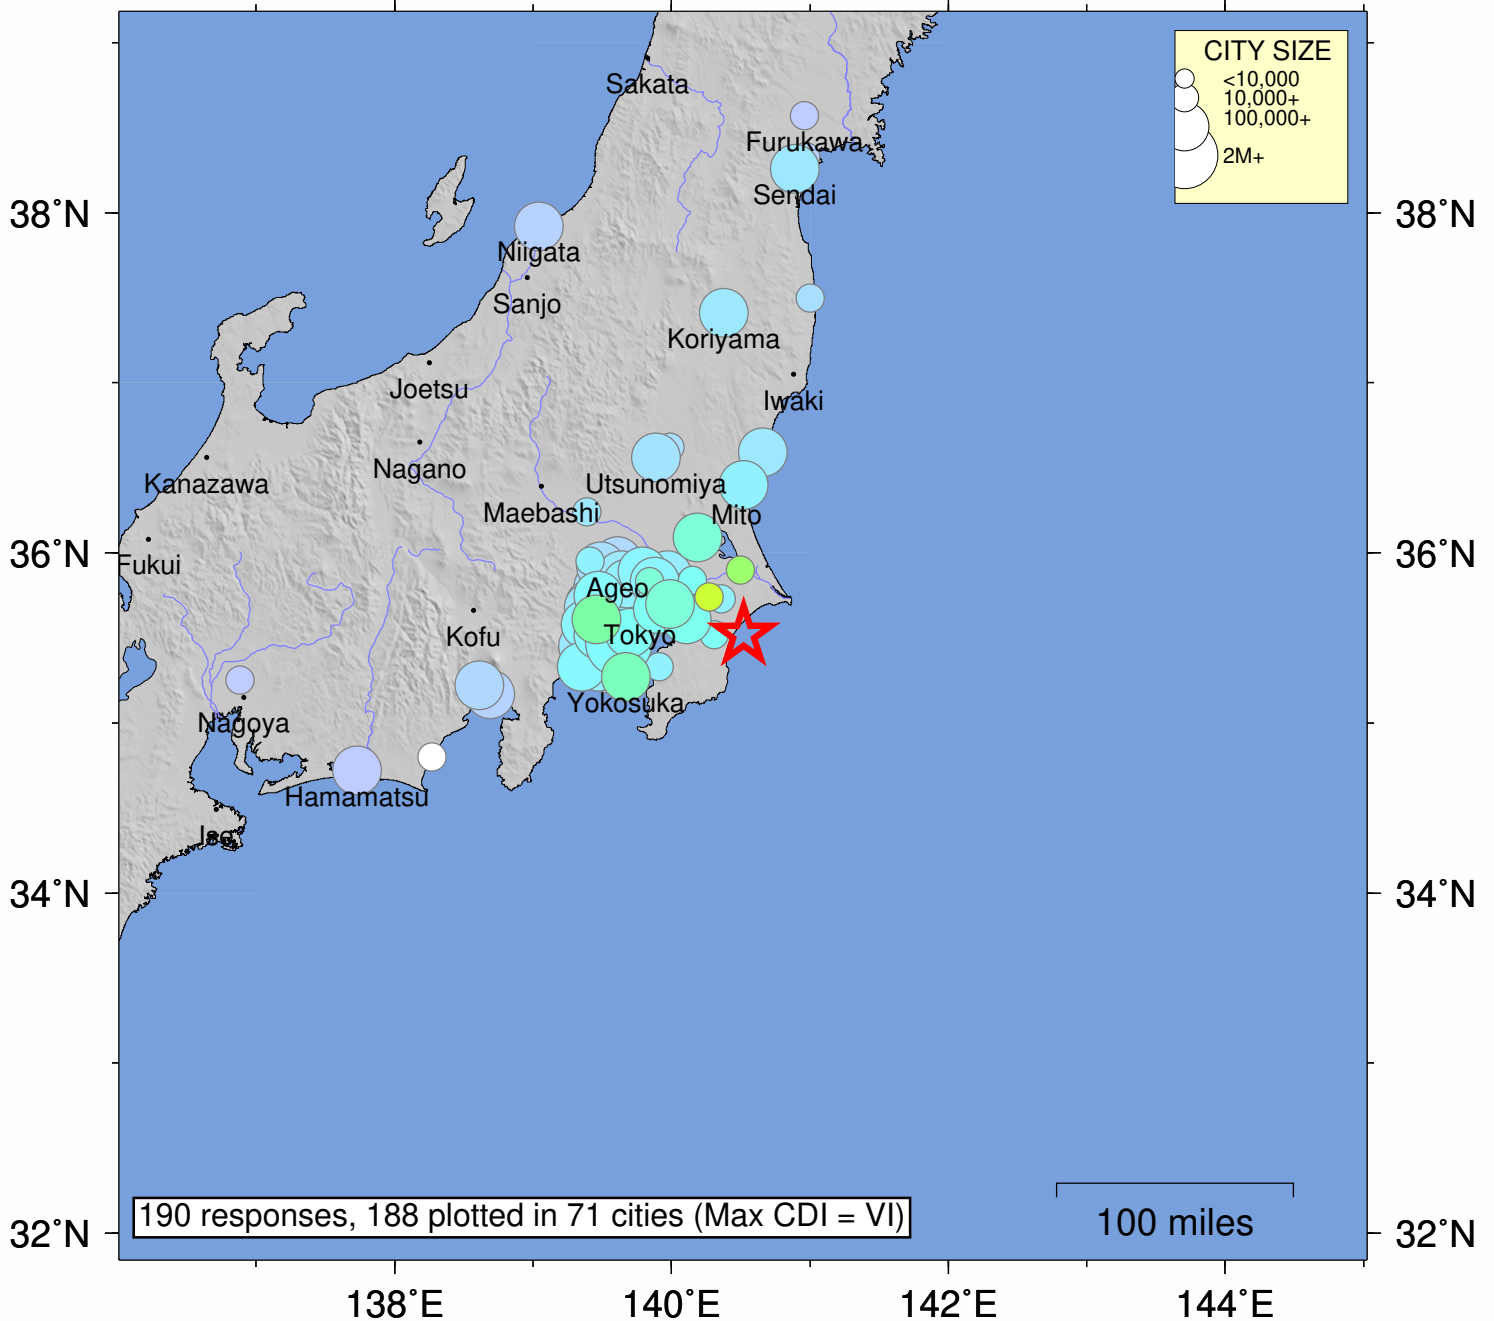 CITY SIZE
<10,000
10,000+
100,000+
2M+
Sakata
Furukawa
Sendai
38˚N
38˚N
Niigata
Sanjo
Koriyama
Joetsu
Iwaki
Nagano
Kanazawa
Utsunomiya
Maebashi
Mito
36˚N
36˚N
Fukui
Ageo
Kofu
Tokyo
Yokosuka
Nagoya
Hamamatsu
Ise
34˚N
34˚N
190 responses, 188 plotted in 71 cities (Max CDI = VI)
100 miles
32˚N
32˚N
138˚E
140˚E
142˚E
144˚E